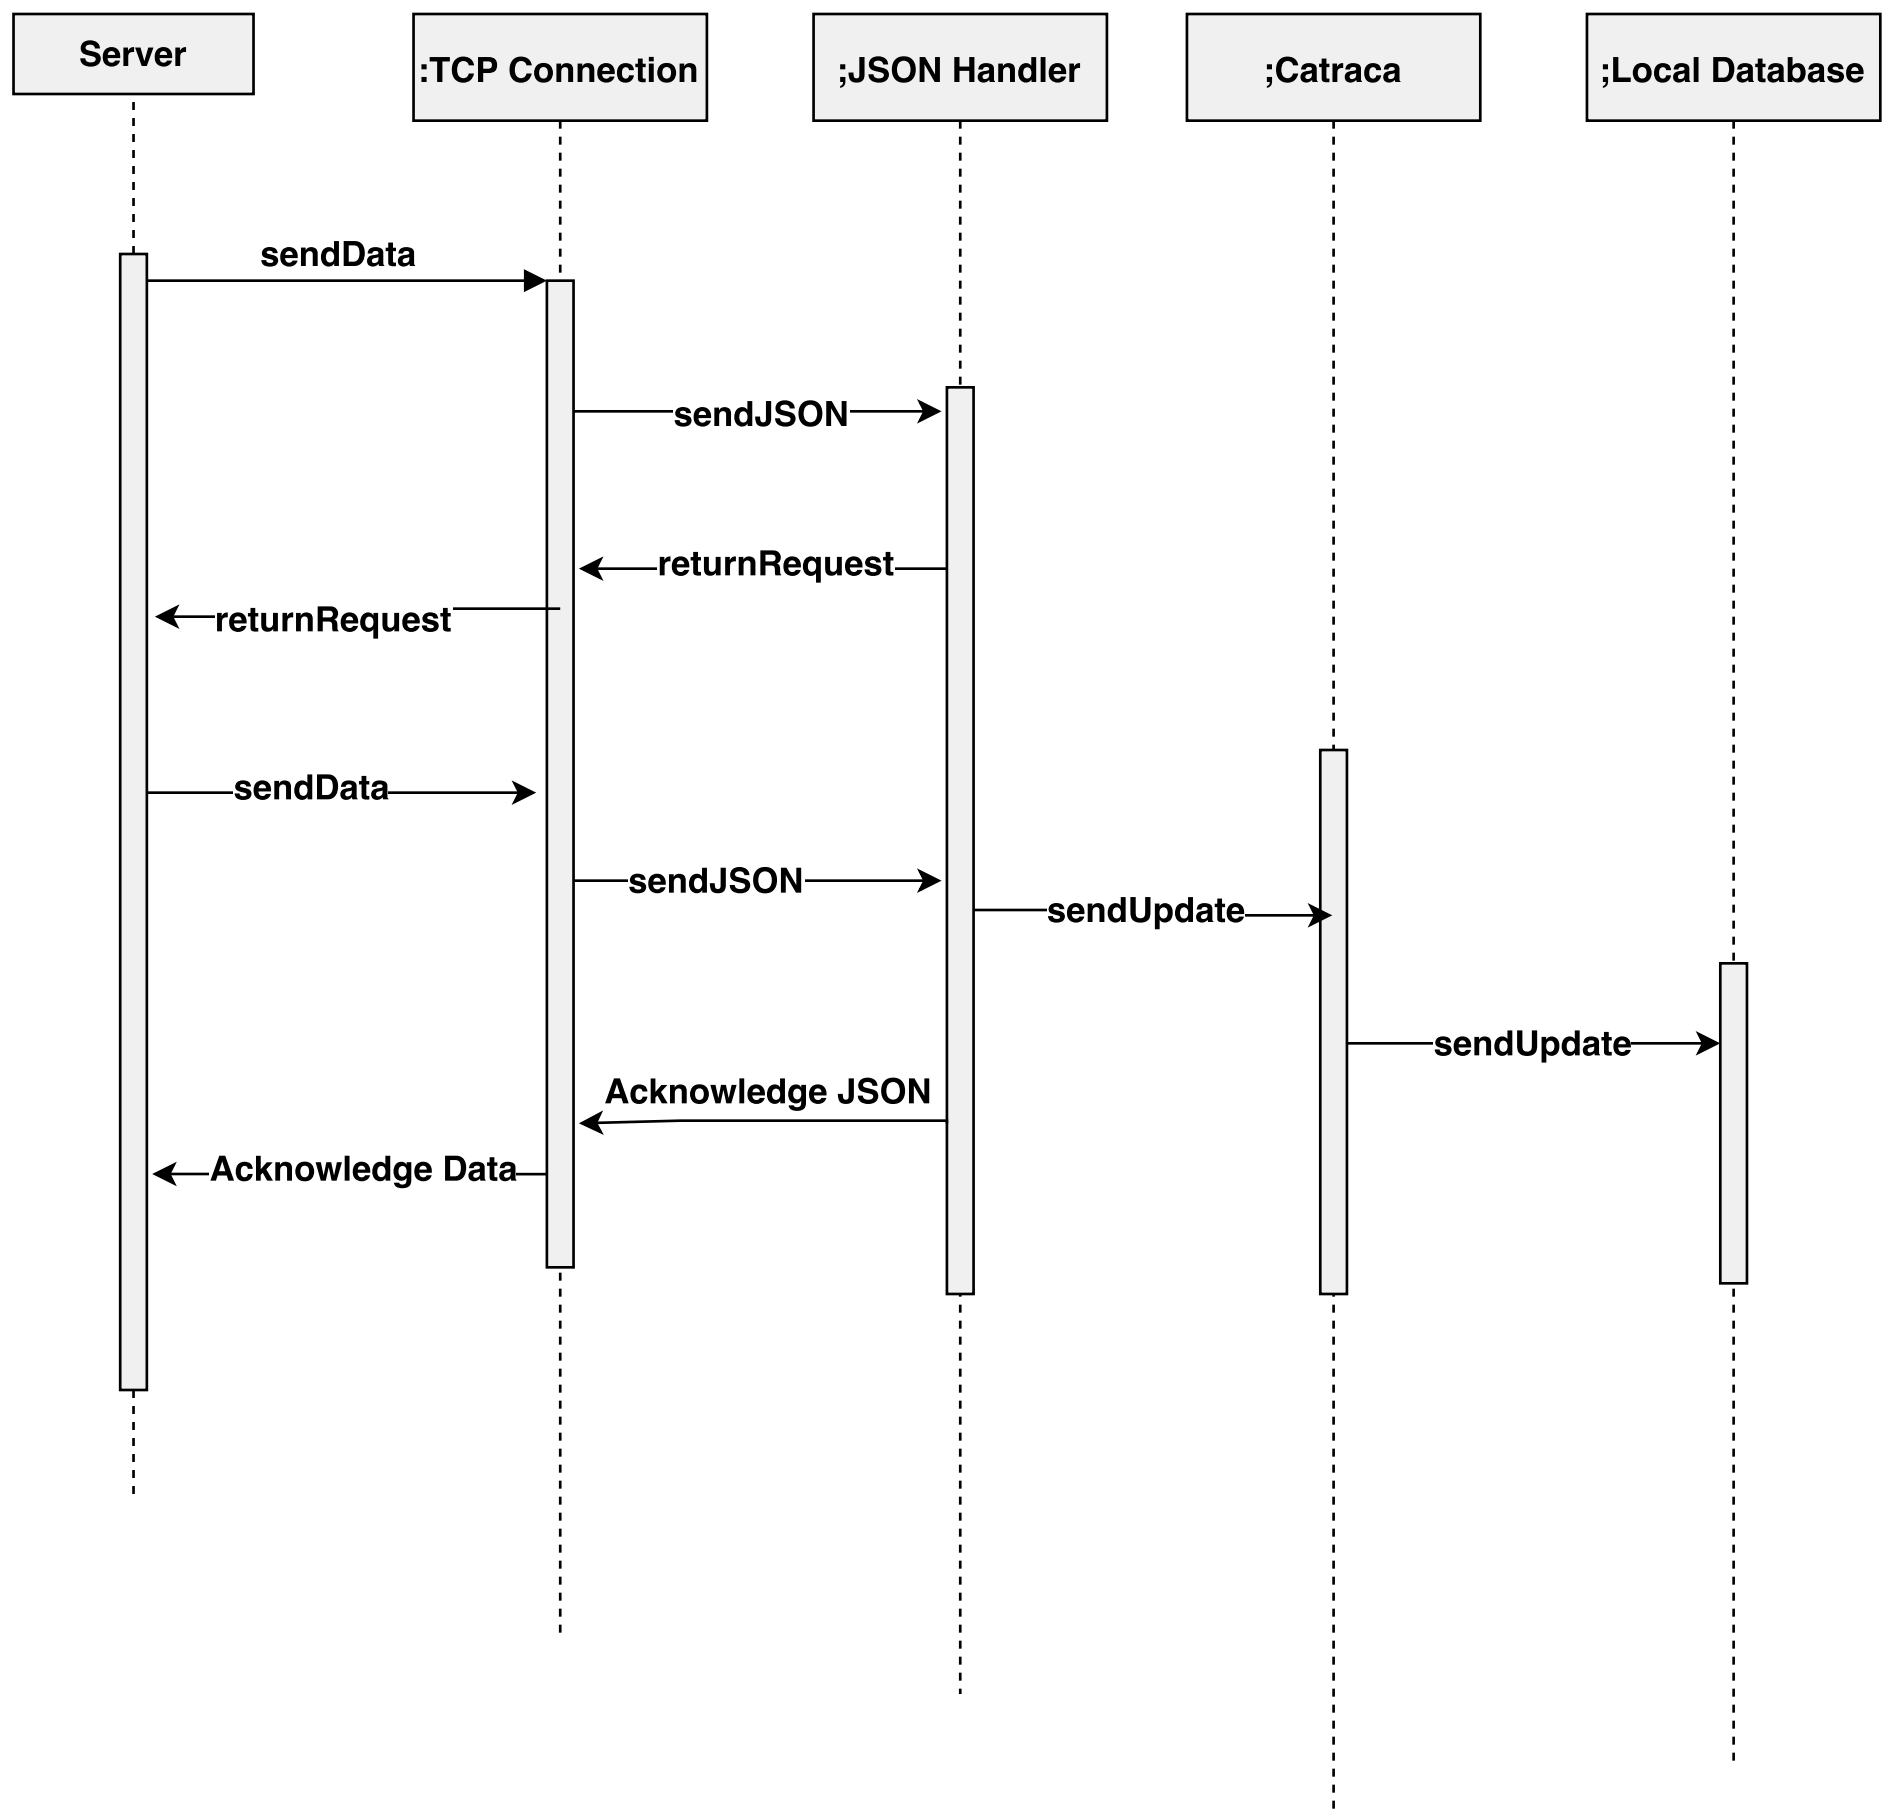 Server
:TCP Connection
;JSON Handler
;Catraca
;Local Database
sendData
sendJSON
returnRequest
returnRequest
sendData
sendJSON
sendUpdate
sendUpdate
Acknowledge JSON
Acknowledge Data